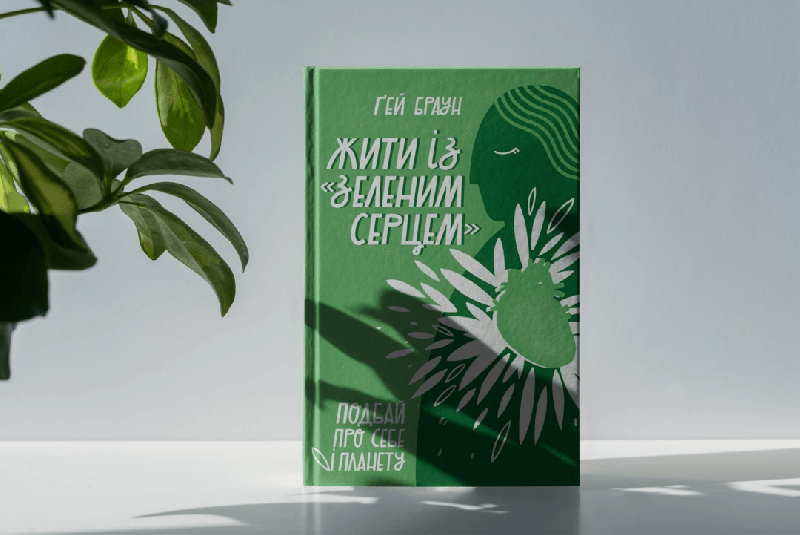 ҐЕЙ БРАУН
ЖИТИ ІЗ
«ЗЕЛЕНИМ
СЕРЦЕМ»
ПОДБАЙ
ПРО СЕБЕ
І ПЛАНЕТУ